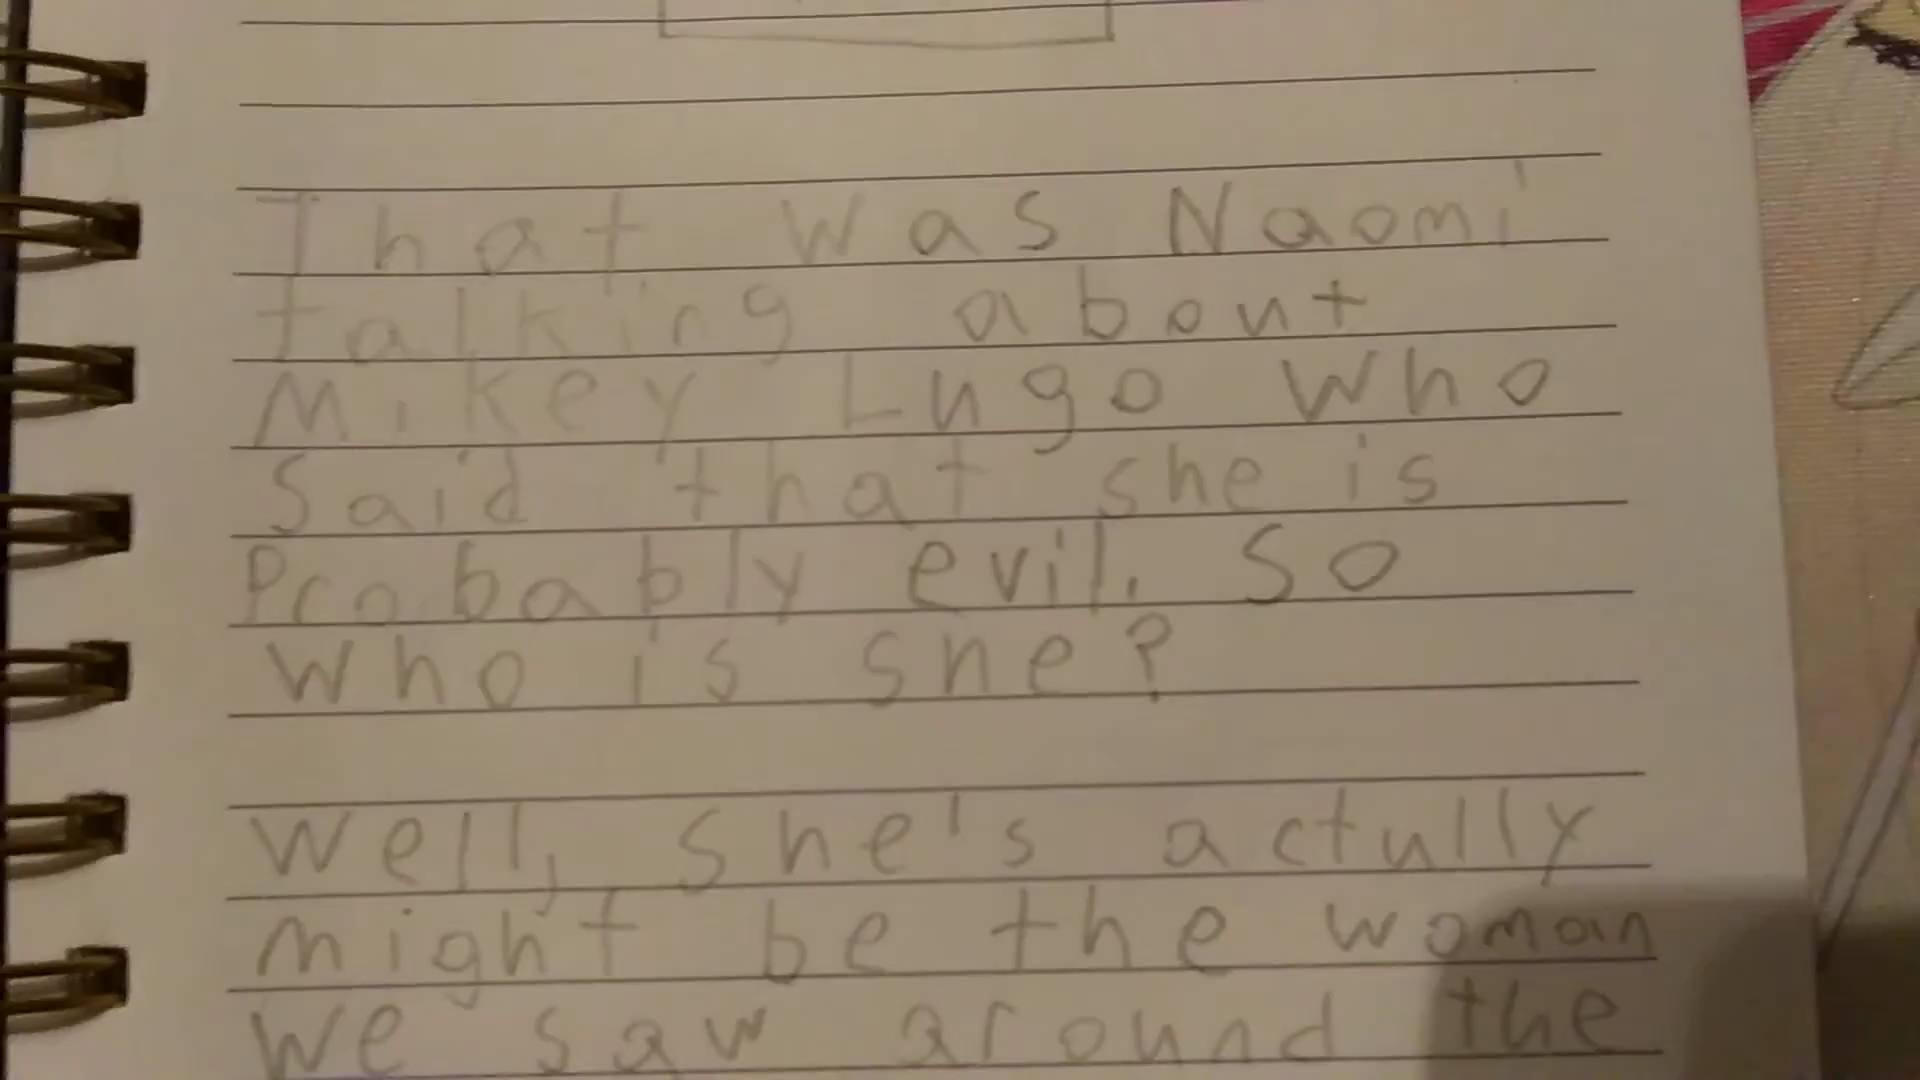 That was Naomi
talking about
Mikey Lugo who
Said that she is
Probably evil. So
who is she?
Well, she's actully
might be the woman
we saw around the